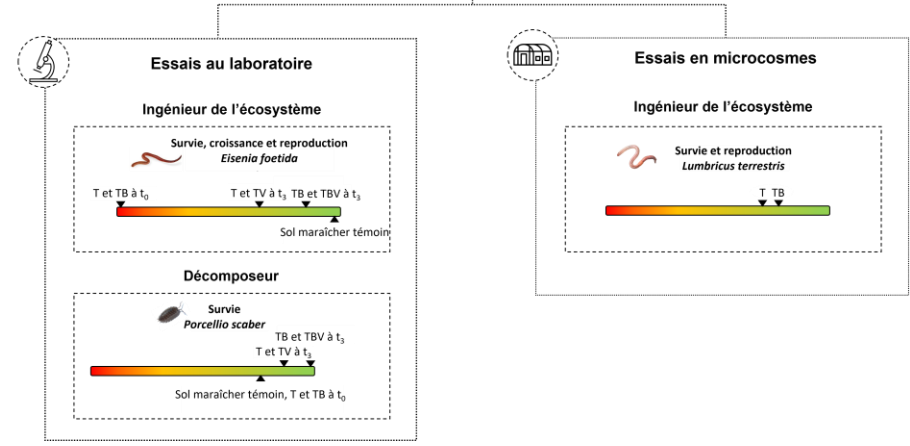 Essais au laboratoire
Ingénieur de l’écosystème
Survie, croissance et reproduction
Eisenia foetida
T et TB à t₀
T et TV à t₃
TB et TBV à t₃
Sol maraîcher témoin
Décomposeur
Survie
Porcellio scaber
TB et TBV à t₃
T et TV à t₃
Sol maraîcher témoin, T et TB à t₀
Essais en microcosmes
Ingénieur de l’écosystème
Survie et reproduction
Lumbricus terrestris
T TB